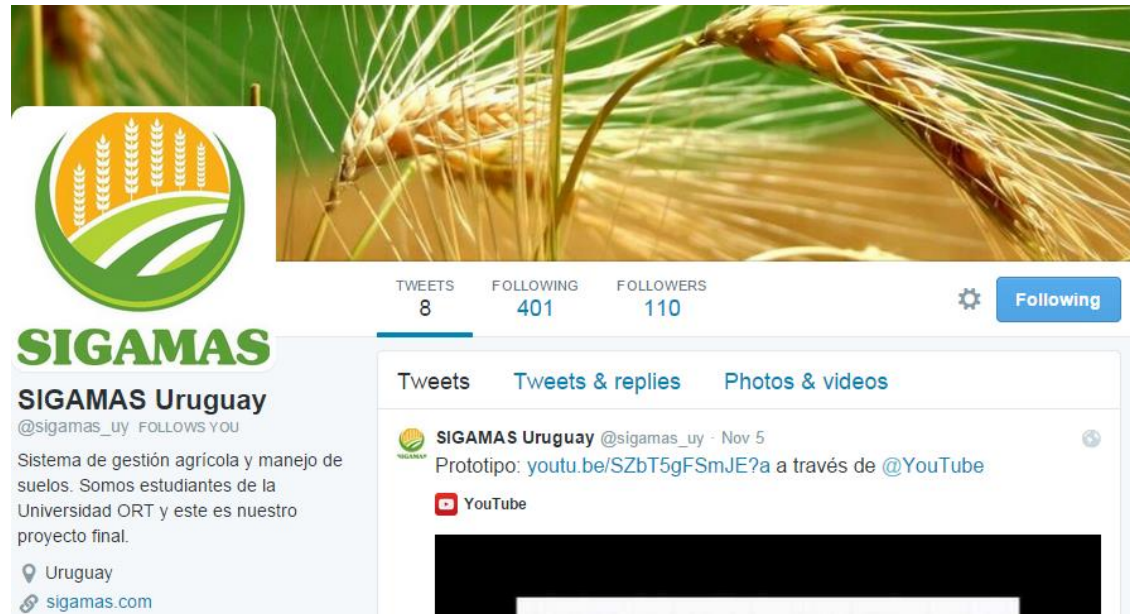 SIGAMAS
SIGAMAS Uruguay
@sigamas_uy FOLLOWS YOU
Sistema de gestión agrícola y manejo de
suelos. Somos estudiantes de la
Universidad ORT y este es nuestro
proyecto final.
Uruguay
sigamas.com
TWEETS FOLLOWING FOLLOWERS
8 401 110
Following
Tweets Tweets & replies Photos & videos
SIGAMAS
SIGAMAS Uruguay @sigamas_uy · Nov 5
Prototipo: youtu.be/SZbT5gFSmJE?a a través de @YouTube
YouTube